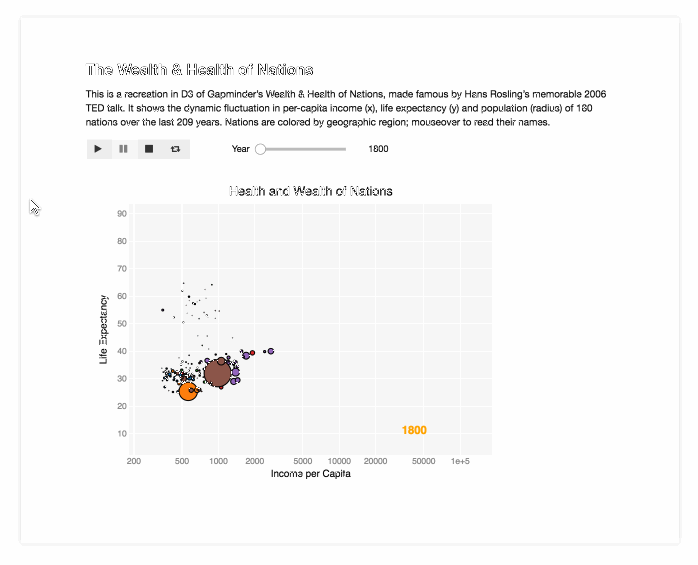 The Wealth & Health of Nations
This is a recreation in D3 of Gapminder's Wealth & Health of Nations, made famous by Hans Rosling's memorable 2006
TED talk. It shows the dynamic fluctuation in per-capita income (x), life expectancy (y) and population (radius) of 180
nations over the last 209 years. Nations are colored by geographic region; mouseover to read their names.
Year 1800
Health and Wealth of Nations
90
80
70
60
50
40
30
20
10
Life Expectancy
1800
200 500 1000 2000 5000 10000 20000 50000 1e+5
Income per Capita